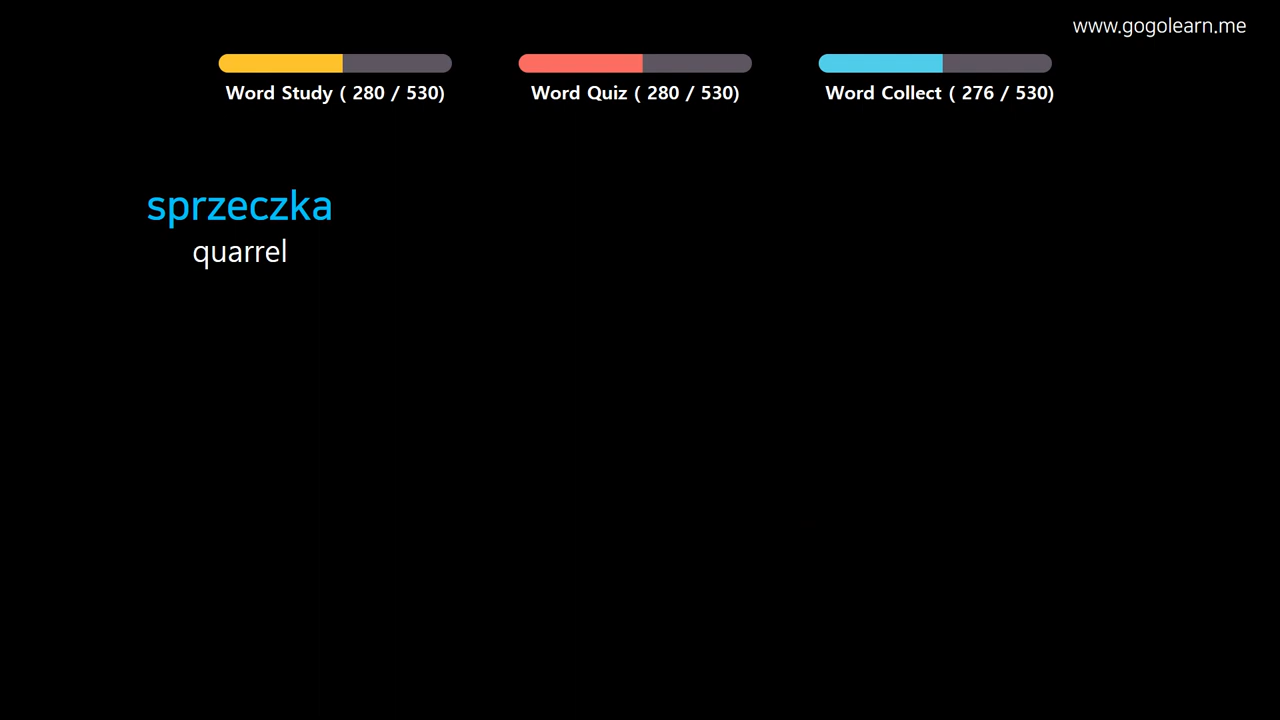 www.gogolearn.me
Word Study ( 280 / 530)
Word Quiz ( 280 / 530)
Word Collect ( 276 / 530)
sprzeczka
quarrel